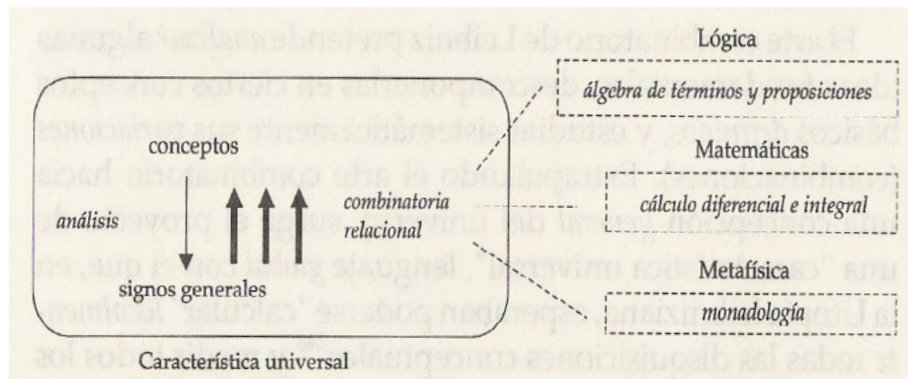 Lógica
álgebra de términos y proposiciones
conceptos
Matemáticas
análisis
combinatoria
relacional
cálculo diferencial e integral
Metafísica
signos generales
monadología
Característica universal